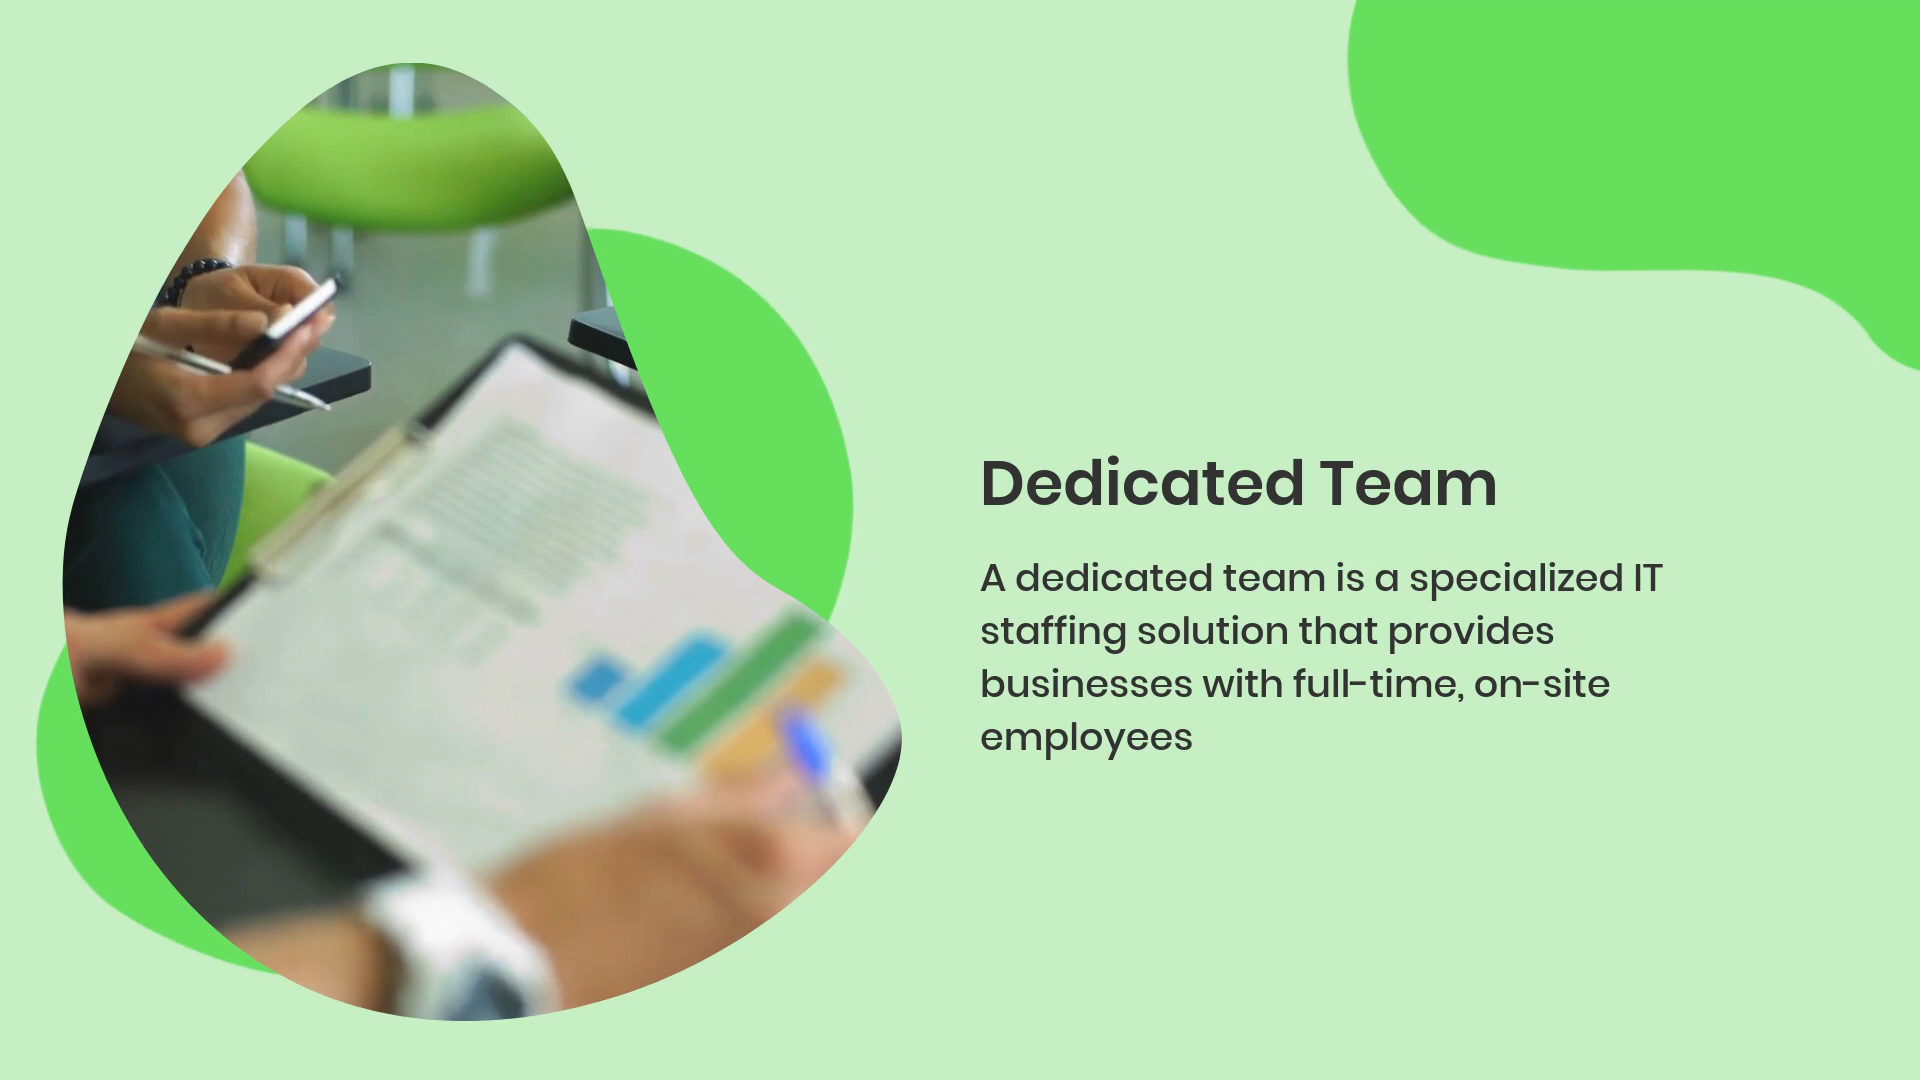 Dedicated Team
A dedicated team is a specialized IT
staffing solution that provides
businesses with full-time, on-site
employees